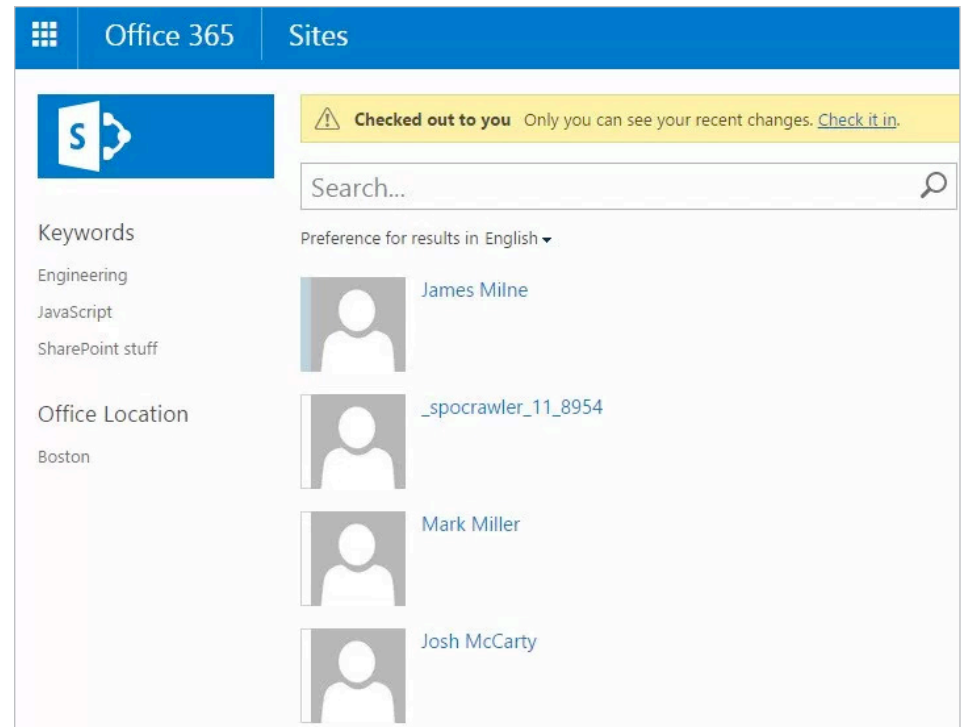 Office 365 Sites
S
Checked out to you Only you can see your recent changes. Check it in.
Search...
Preference for results in English
Keywords
Engineering
JavaScript
SharePoint stuff
Office Location
Boston
James Milne
_spocrawler_11_8954
Mark Miller
Josh McCarty